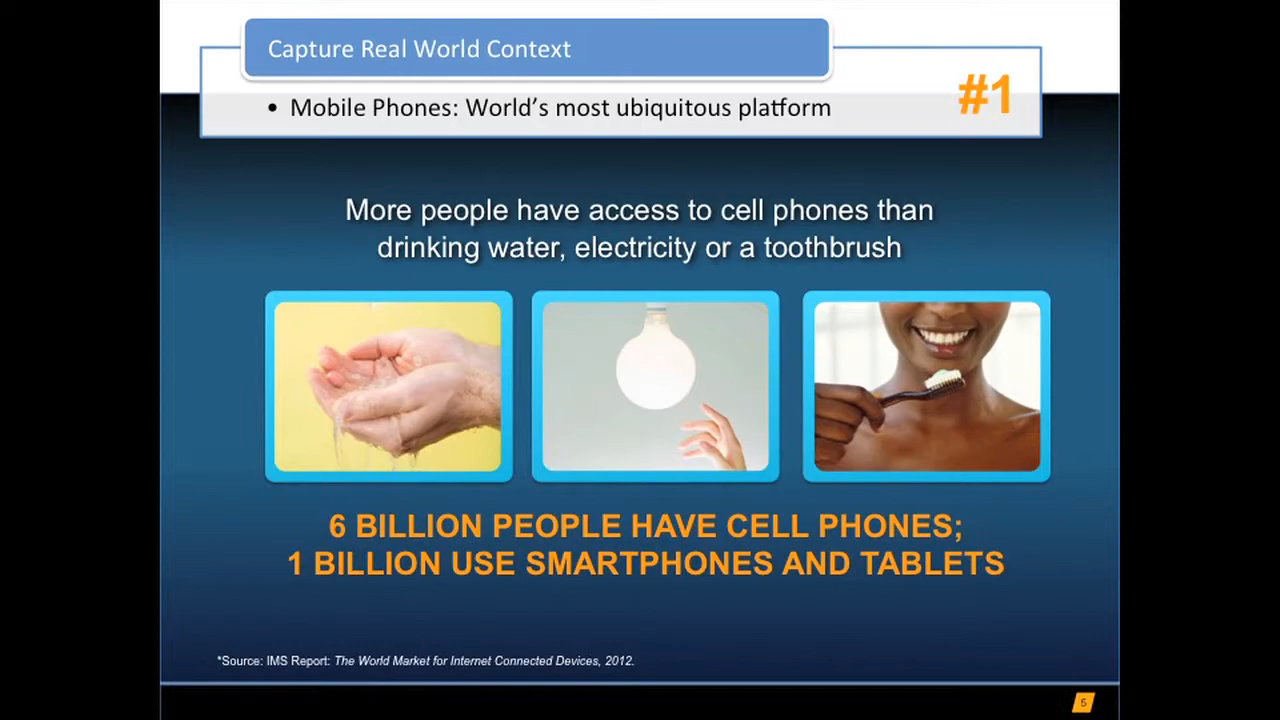 Capture Real World Context
• Mobile Phones: World's most ubiquitous platform
#1
More people have access to cell phones than
drinking water, electricity or a toothbrush
6 BILLION PEOPLE HAVE CELL PHONES;
1 BILLION USE SMARTPHONES AND TABLETS
*Source: IMS Report: The World Market for Internet Connected Devices, 2012.
5